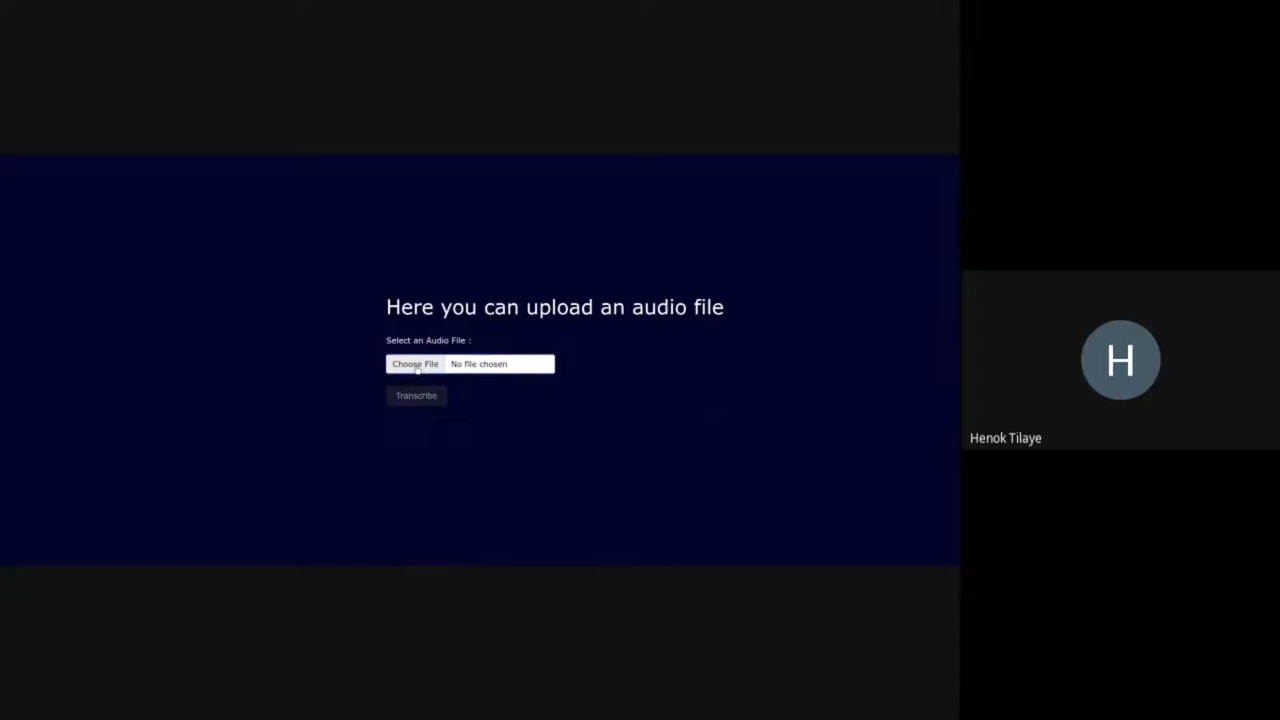 Here you can upload an audio file
Select an Audio File :
Choose File No file chosen
Transcribe
H
Henok Tilaye